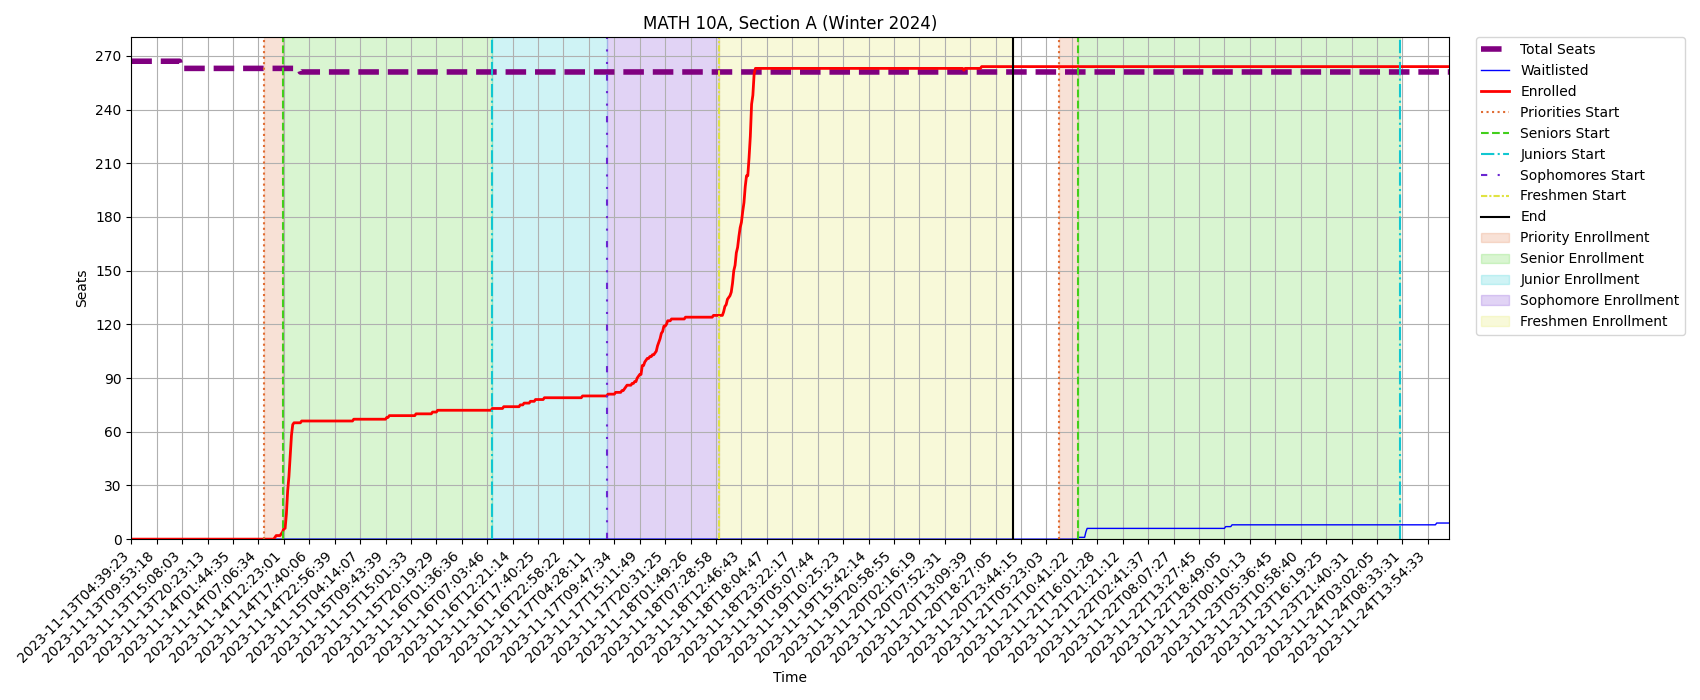 MATH 10A, Section A (Winter 2024)
Seats
270
240
210
180
150
120
90
60
30
0
2023-11-13T04:39:23
2023-11-13T09:53:18
2023-11-13T15:08:03
2023-11-13T20:23:13
2023-11-14T01:44:35
2023-11-14T07:06:34
2023-11-14T12:23:01
2023-11-14T17:40:06
2023-11-14T22:56:39
2023-11-15T04:14:07
2023-11-15T09:43:39
2023-11-15T15:01:33
2023-11-15T20:19:29
2023-11-16T01:36:36
2023-11-16T07:03:46
2023-11-16T12:21:14
2023-11-16T17:40:25
2023-11-16T22:58:22
2023-11-17T04:28:11
2023-11-17T09:47:34
2023-11-17T15:11:49
2023-11-17T20:31:25
2023-11-18T01:49:26
2023-11-18T07:28:58
2023-11-18T12:46:43
2023-11-18T18:04:47
2023-11-18T23:22:17
2023-11-19T05:07:44
2023-11-19T10:25:23
2023-11-19T15:42:14
2023-11-19T20:58:55
2023-11-20T02:16:19
2023-11-20T07:52:31
2023-11-20T13:09:39
2023-11-20T18:27:05
2023-11-20T23:44:15
2023-11-21T05:23:03
2023-11-21T10:41:22
2023-11-21T16:01:28
2023-11-21T21:21:12
2023-11-22T02:41:37
2023-11-22T08:07:27
2023-11-22T13:27:45
2023-11-22T18:49:05
2023-11-23T00:10:13
2023-11-23T05:36:45
2023-11-23T10:58:40
2023-11-23T16:19:25
2023-11-23T21:40:31
2023-11-24T03:02:05
2023-11-24T08:33:31
2023-11-24T13:54:33
Time
Total Seats
Waitlisted
Enrolled
Priorities Start
Seniors Start
Juniors Start
Sophomores Start
Freshmen Start
End
Priority Enrollment
Senior Enrollment
Junior Enrollment
Sophomore Enrollment
Freshmen Enrollment